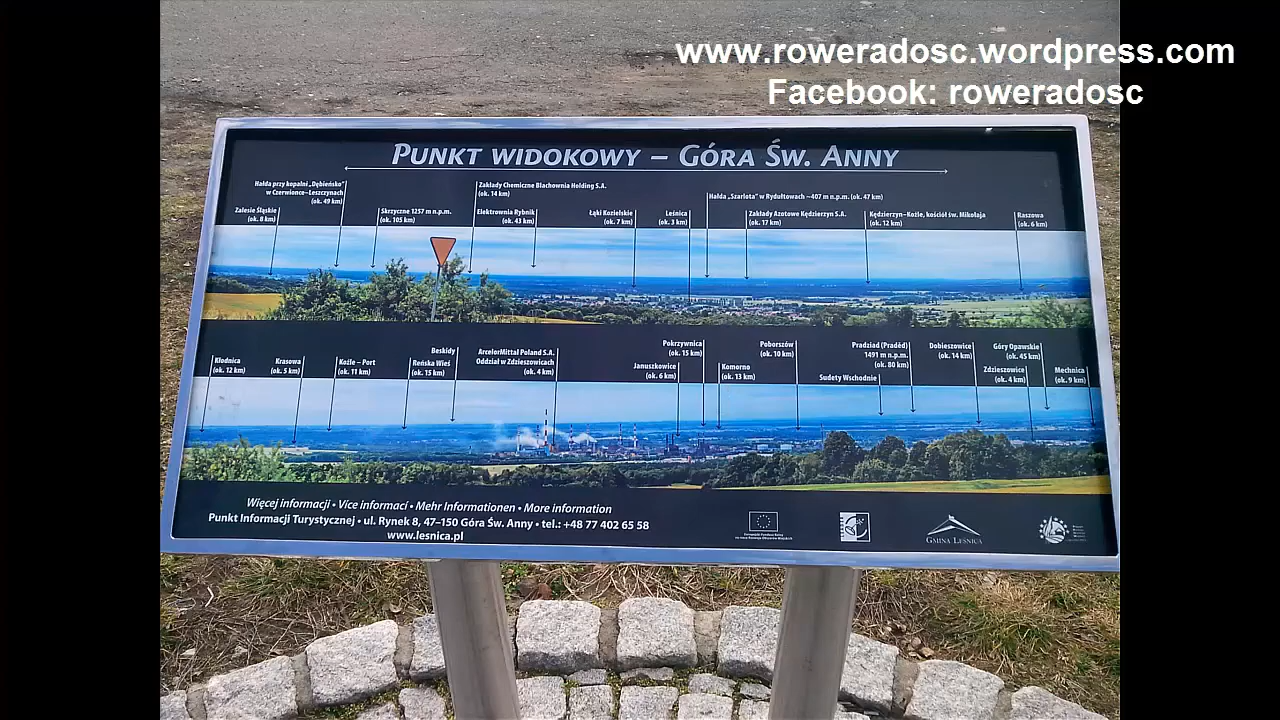 www.roweradosc.wordpress.com
Facebook: roweradosc
PUNKT WIDOKOWY – GÓRA ŚW. ANNY
Zalesie Śląskie
(ok. 8 km)
Hałda przy kopalni „Dębieńsko”
w Czerwionce–Leszczynach
(ok. 49 km)
Skrzyczne 1257 m n.p.m.
(ok. 105 km)
Zakłady Chemiczne Blachownia Holding S.A.
(ok. 14 km)
Elektrownia Rybnik
(ok. 43 km)
Łąki Kozielskie
(ok. 7 km)
Leśnica
(ok. 3 km)
Hałda „Szarlota” w Rydułtowach ~407 m n.p.m. (ok. 47 km)
Zakłady Azotowe Kędzierzyn S.A.
(ok. 17 km)
Kędzierzyn–Koźle, kościół św. Mikołaja
(ok. 12 km)
Raszowa
(ok. 6 km)
Kłodnica
(ok. 12 km)
Krasowa
(ok. 5 km)
Koźle – Port
(ok. 11 km)
Reńska Wieś
(ok. 15 km)
Beskidy
ArcelorMittal Poland S.A.
Oddział w Zdzieszowicach
(ok. 4 km)
Januszkowice
(ok. 6 km)
Pokrzywnica
(ok. 15 km)
Komorno
(ok. 13 km)
Poborszów
(ok. 10 km)
Sudety Wschodnie
Pradziad (Praděd)
1491 m n.p.m.
(ok. 80 km)
Dobieszowice
(ok. 14 km)
Zdzieszowice
(ok. 4 km)
Góry Opawskie
(ok. 45 km)
Mechnica
(ok. 9 km)
Więcej informacji • Více informací • Mehr Informationen • More information
Punkt Informacji Turystycznej • ul. Rynek 8, 47–150 Góra Św. Anny • tel.: +48 77 402 65 58
www.lesnica.pl
GMINA LEŚNICA